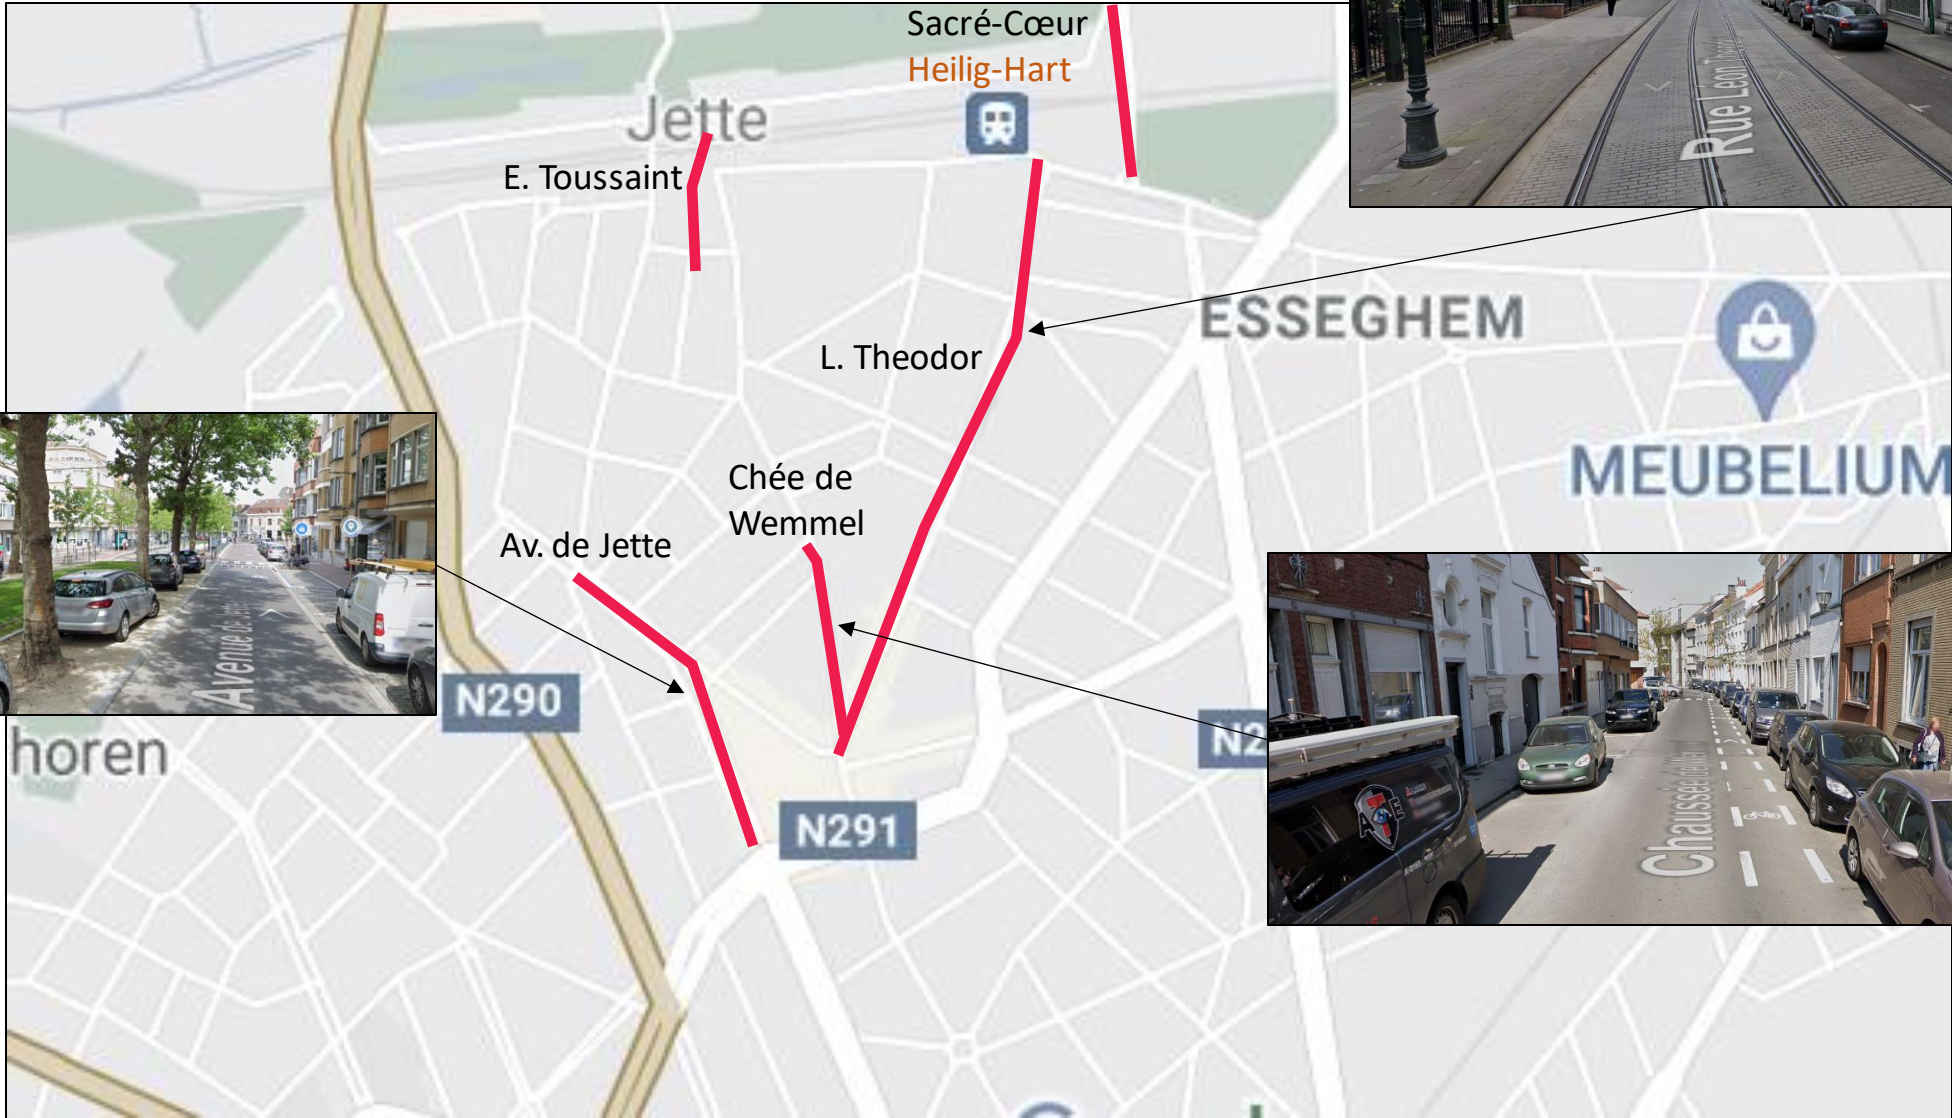 Sacré-Cœur
Heilig-Hart
Jette
E. Toussaint
Rue Léon Theodor
ESSEGHEM
L. Theodor
MEUBELIUM
Chée de
Wemmel
Av. de Jette
Avenue de Jette
N290
N2
horen
N291
Chaussée de Wemmel